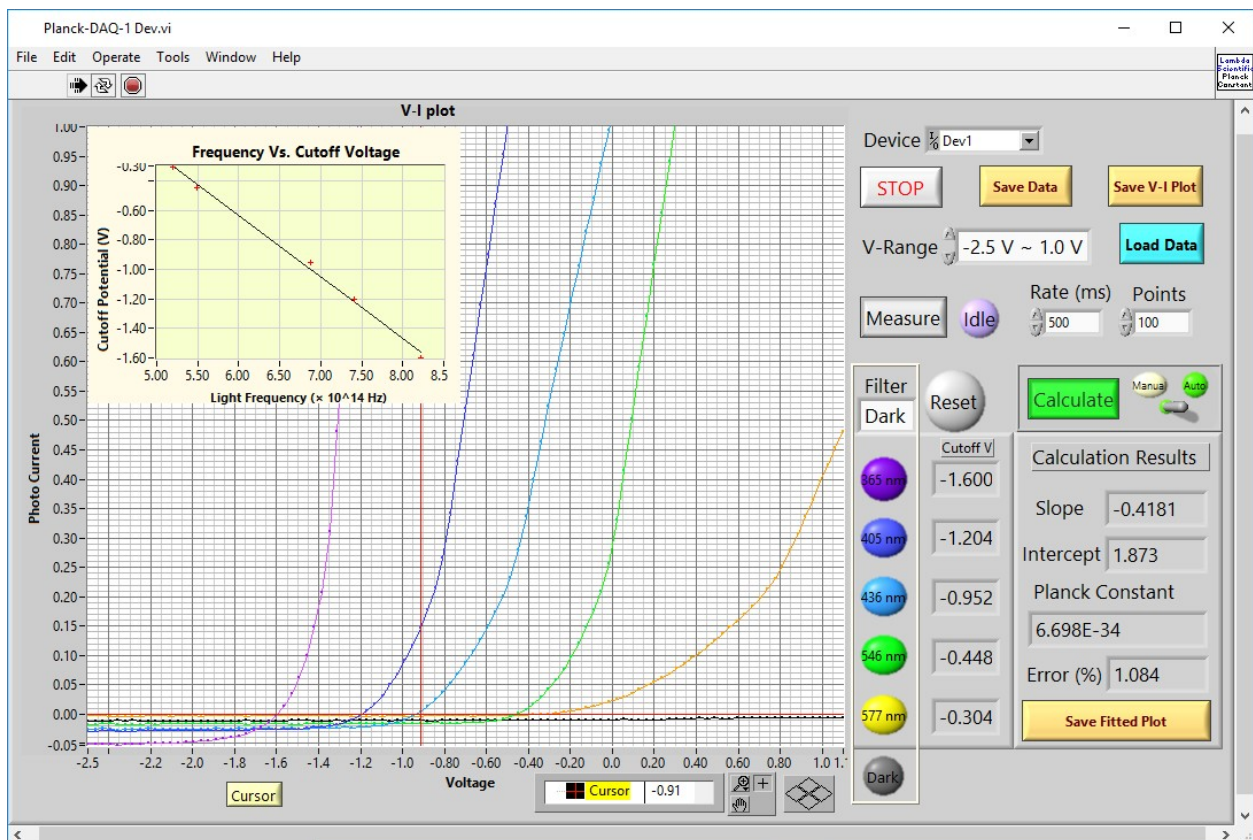 Planck-DAQ-1 Dev.vi
File Edit Operate Tools Window Help
Lambda
Scientific
Planck
Constant
V-I plot
Photo Current
1.00
0.95
0.90
0.85
0.80
0.75
0.70
0.65
0.60
0.55
0.50
0.45
0.40
0.35
0.30
0.25
0.20
0.15
0.10
0.05
0.00
-0.05
-2.5 -2.2 -2.0 -1.8 -1.6 -1.4 -1.2 -1.0 -0.80 -0.60 -0.40 -0.20 0.0 0.20 0.40 0.60 0.80 1.0 1.1
Voltage
Frequency Vs. Cutoff Voltage
Cutoff Potential (V)
-0.30
-0.60
-0.80
-1.00
-1.20
-1.40
-1.60
5.00 5.50 6.00 6.50 7.00 7.50 8.00 8.5
Light Frequency (× 10^14 Hz)
Cursor
Cursor -0.91
Device Dev1
STOP Save Data Save V-I Plot
V-Range -2.5 V ~ 1.0 V Load Data
Rate (ms) Points
Measure Idle 500 100
Filter
Dark
Reset
Calculate Manual Auto
Cutoff V
365 nm -1.600
405 nm -1.204
436 nm -0.952
546 nm -0.448
577 nm -0.304
Dark
Calculation Results
Slope -0.4181
Intercept 1.873
Planck Constant
6.698E-34
Error (%) 1.084
Save Fitted Plot